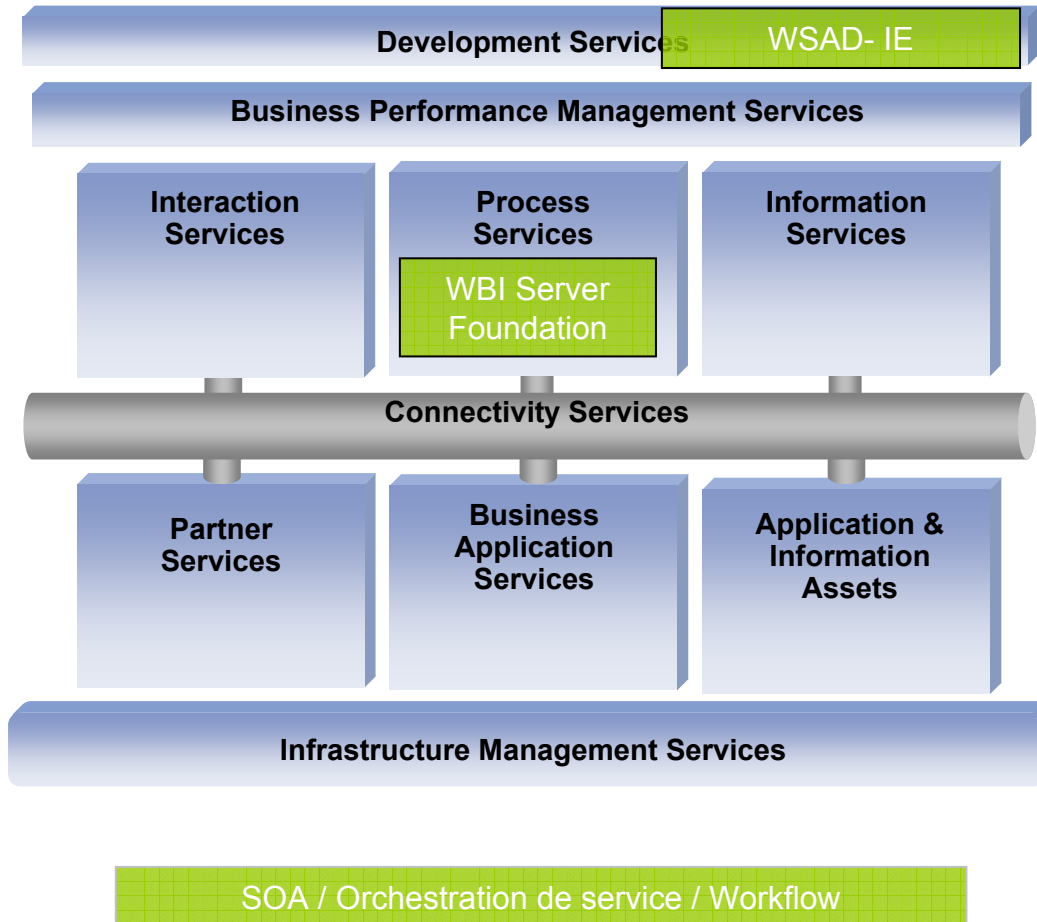 Development Services
WSAD- IE
Business Performance Management Services
Interaction
Services
Process
Services
Information
Services
WBI Server
Foundation
Connectivity Services
Partner
Services
Business
Application
Services
Application &
Information
Assets
Infrastructure Management Services
SOA / Orchestration de service / Workflow